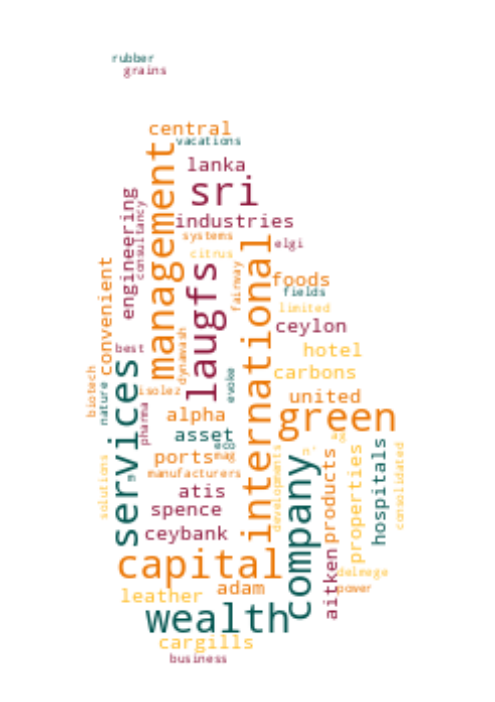 rubber
grains
central
vacations
management
lanka
sri
engineering
consultancy
industries
systems
elgi
citrus
laugfs
international
fairway
convenient
foods
fields
limited
ceylon
best
dynawash
hotel
carbons
services
biotech
nature
isolez
evoke
united
pharma
alpha
green
asset
eco
ports
mag
manufacturers
company
products
properties
hospitals
consolidated
solutions
developments
atis
spence
ceybank
capital
aitken
delmege
power
leather
adam
wealth
cargills
business